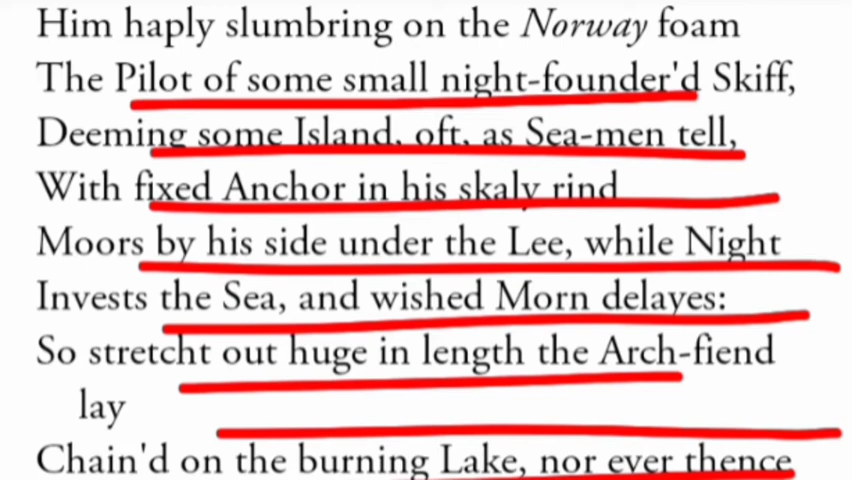 Him haply slumbring on the Norway foam
The Pilot of some small night-founder'd Skiff,
Deeming some Island, oft, as Sea-men tell,
With fixed Anchor in his skaly rind
Moors by his side under the Lee, while Night
Invests the Sea, and wished Morn delayes:
So stretcht out huge in length the Arch-fiend
lay
Chain'd on the burning Lake, nor ever thence